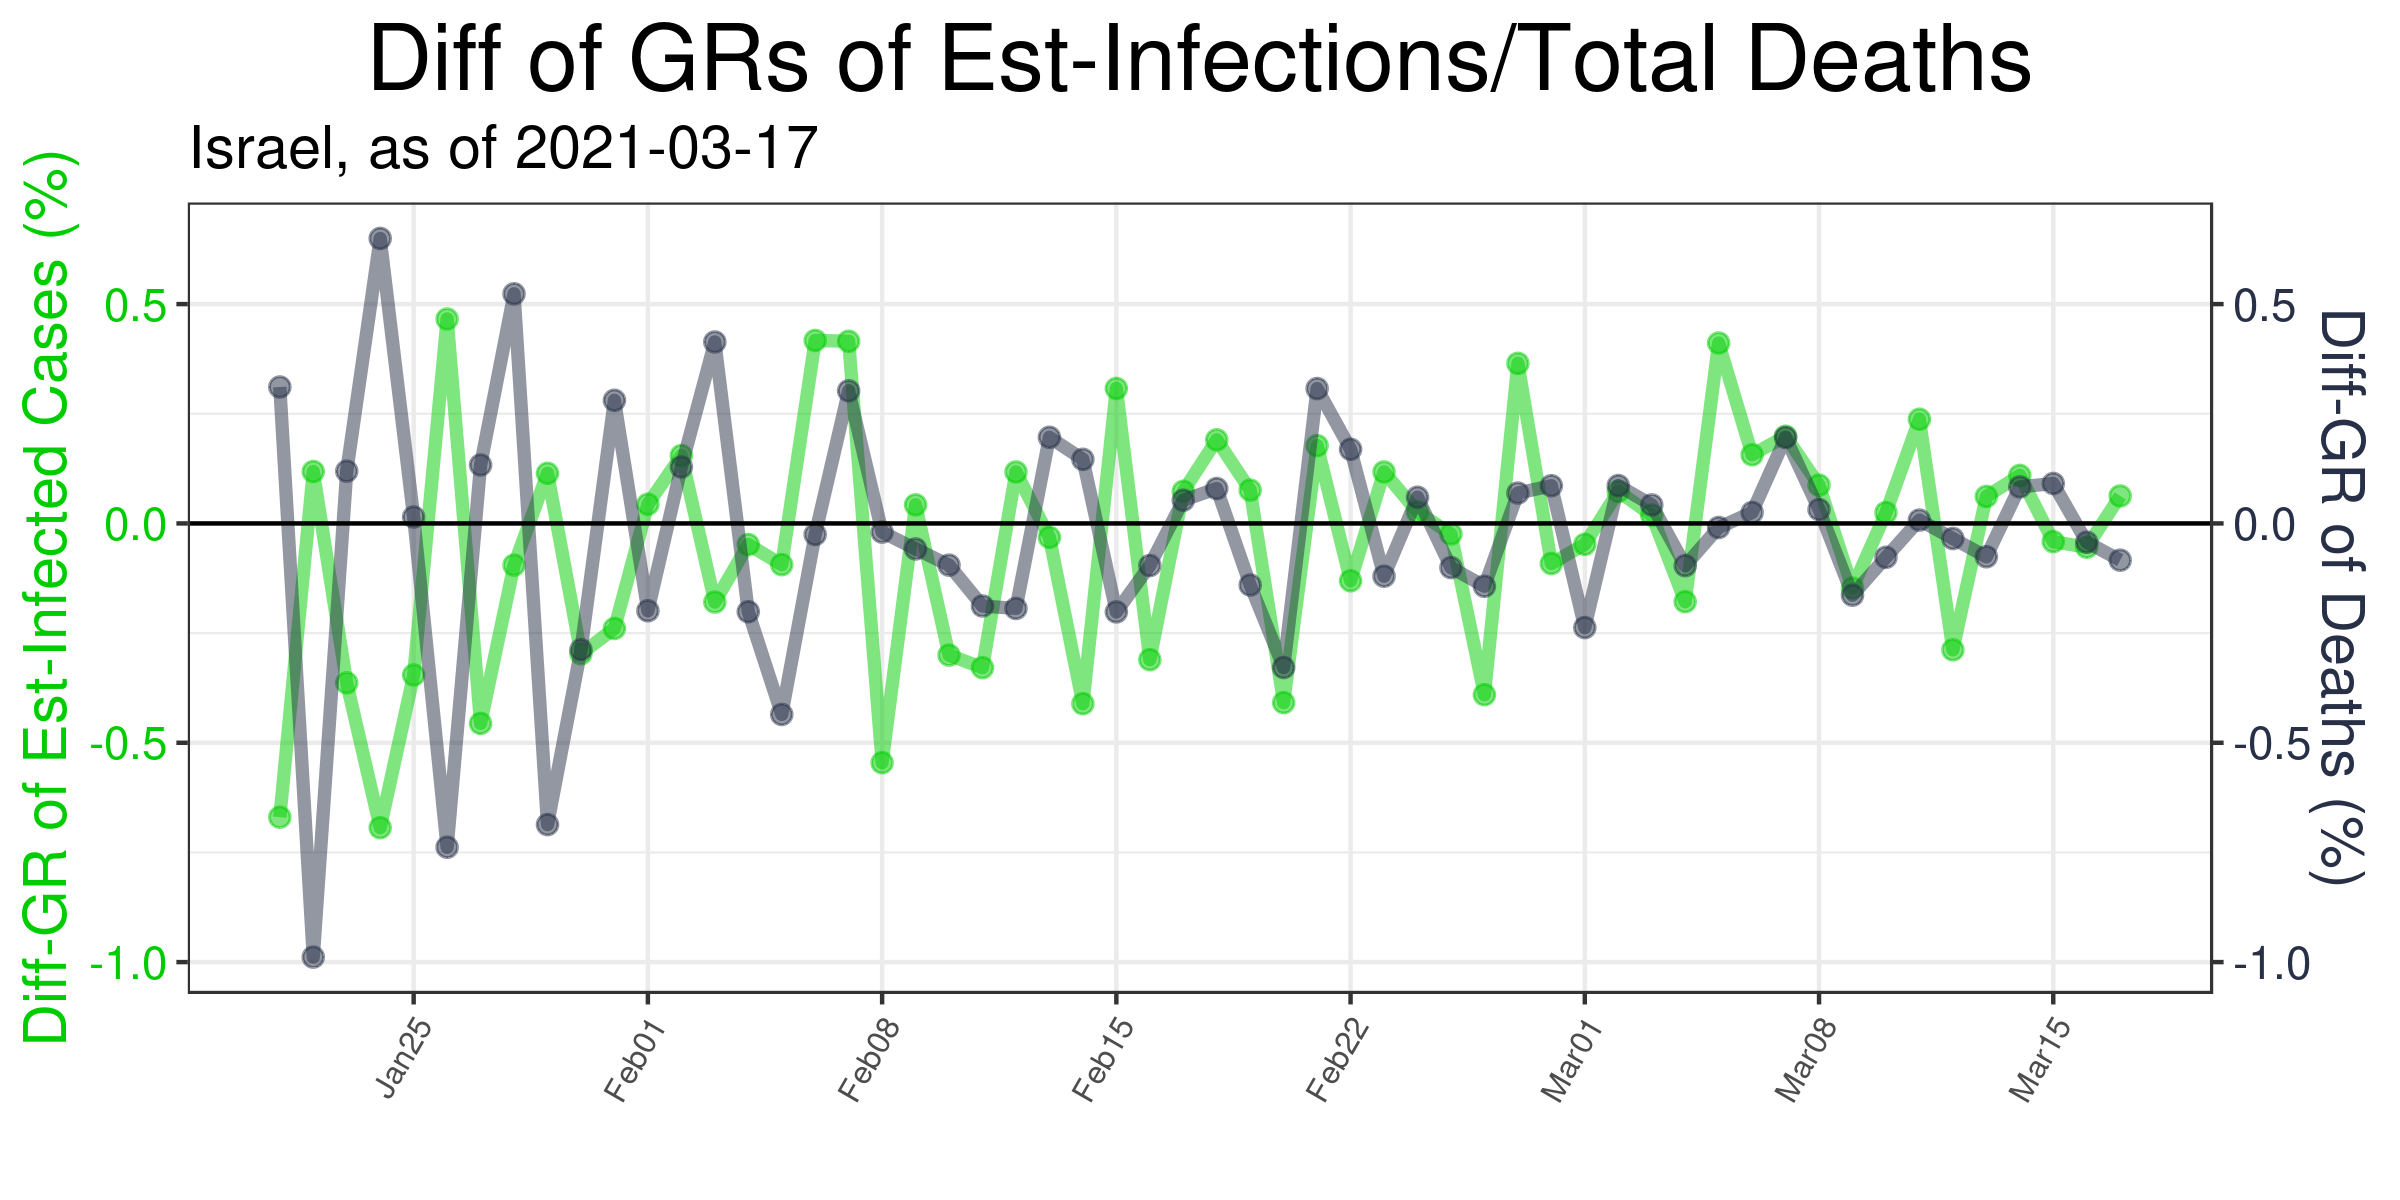 Diff of GRs of Est-Infections/Total Deaths
Israel, as of 2021-03-17
Diff-GR of Est-Infected Cases (%)
0.5
0.0
-0.5
-1.0
0.5
0.0
-0.5
-1.0
Diff-GR of Deaths (%)
Jan25
Feb01
Feb08
Feb15
Feb22
Mar01
Mar08
Mar15